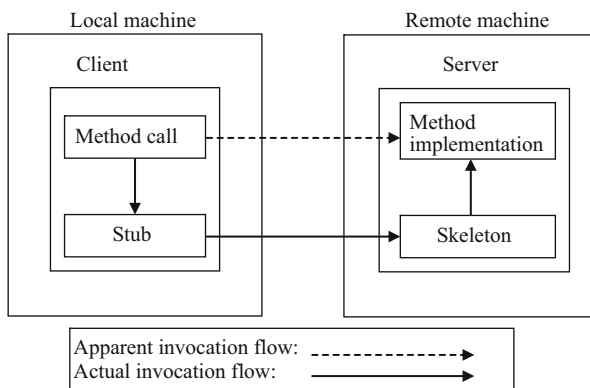 Local machine
Remote machine
Client
Server
Method call
Method
implementation
Stub
Skeleton
Apparent invocation flow:
Actual invocation flow: